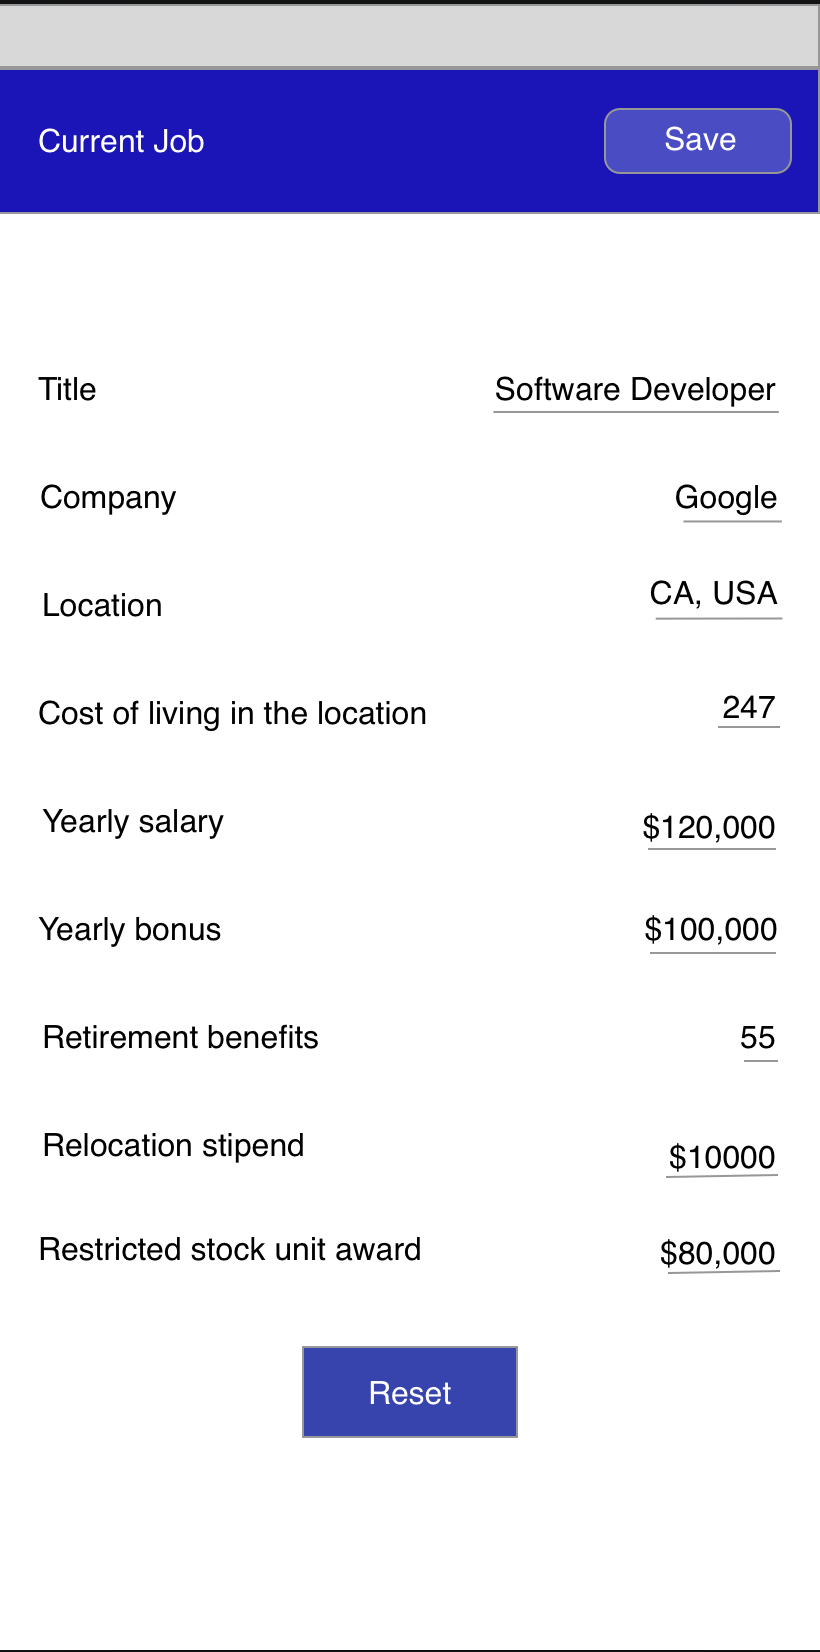 Current Job Save
Title Software Developer
Company Google
Location CA, USA
Cost of living in the location 247
Yearly salary $120,000
Yearly bonus $100,000
Retirement benefits 55
Relocation stipend $10000
Restricted stock unit award $80,000
Reset